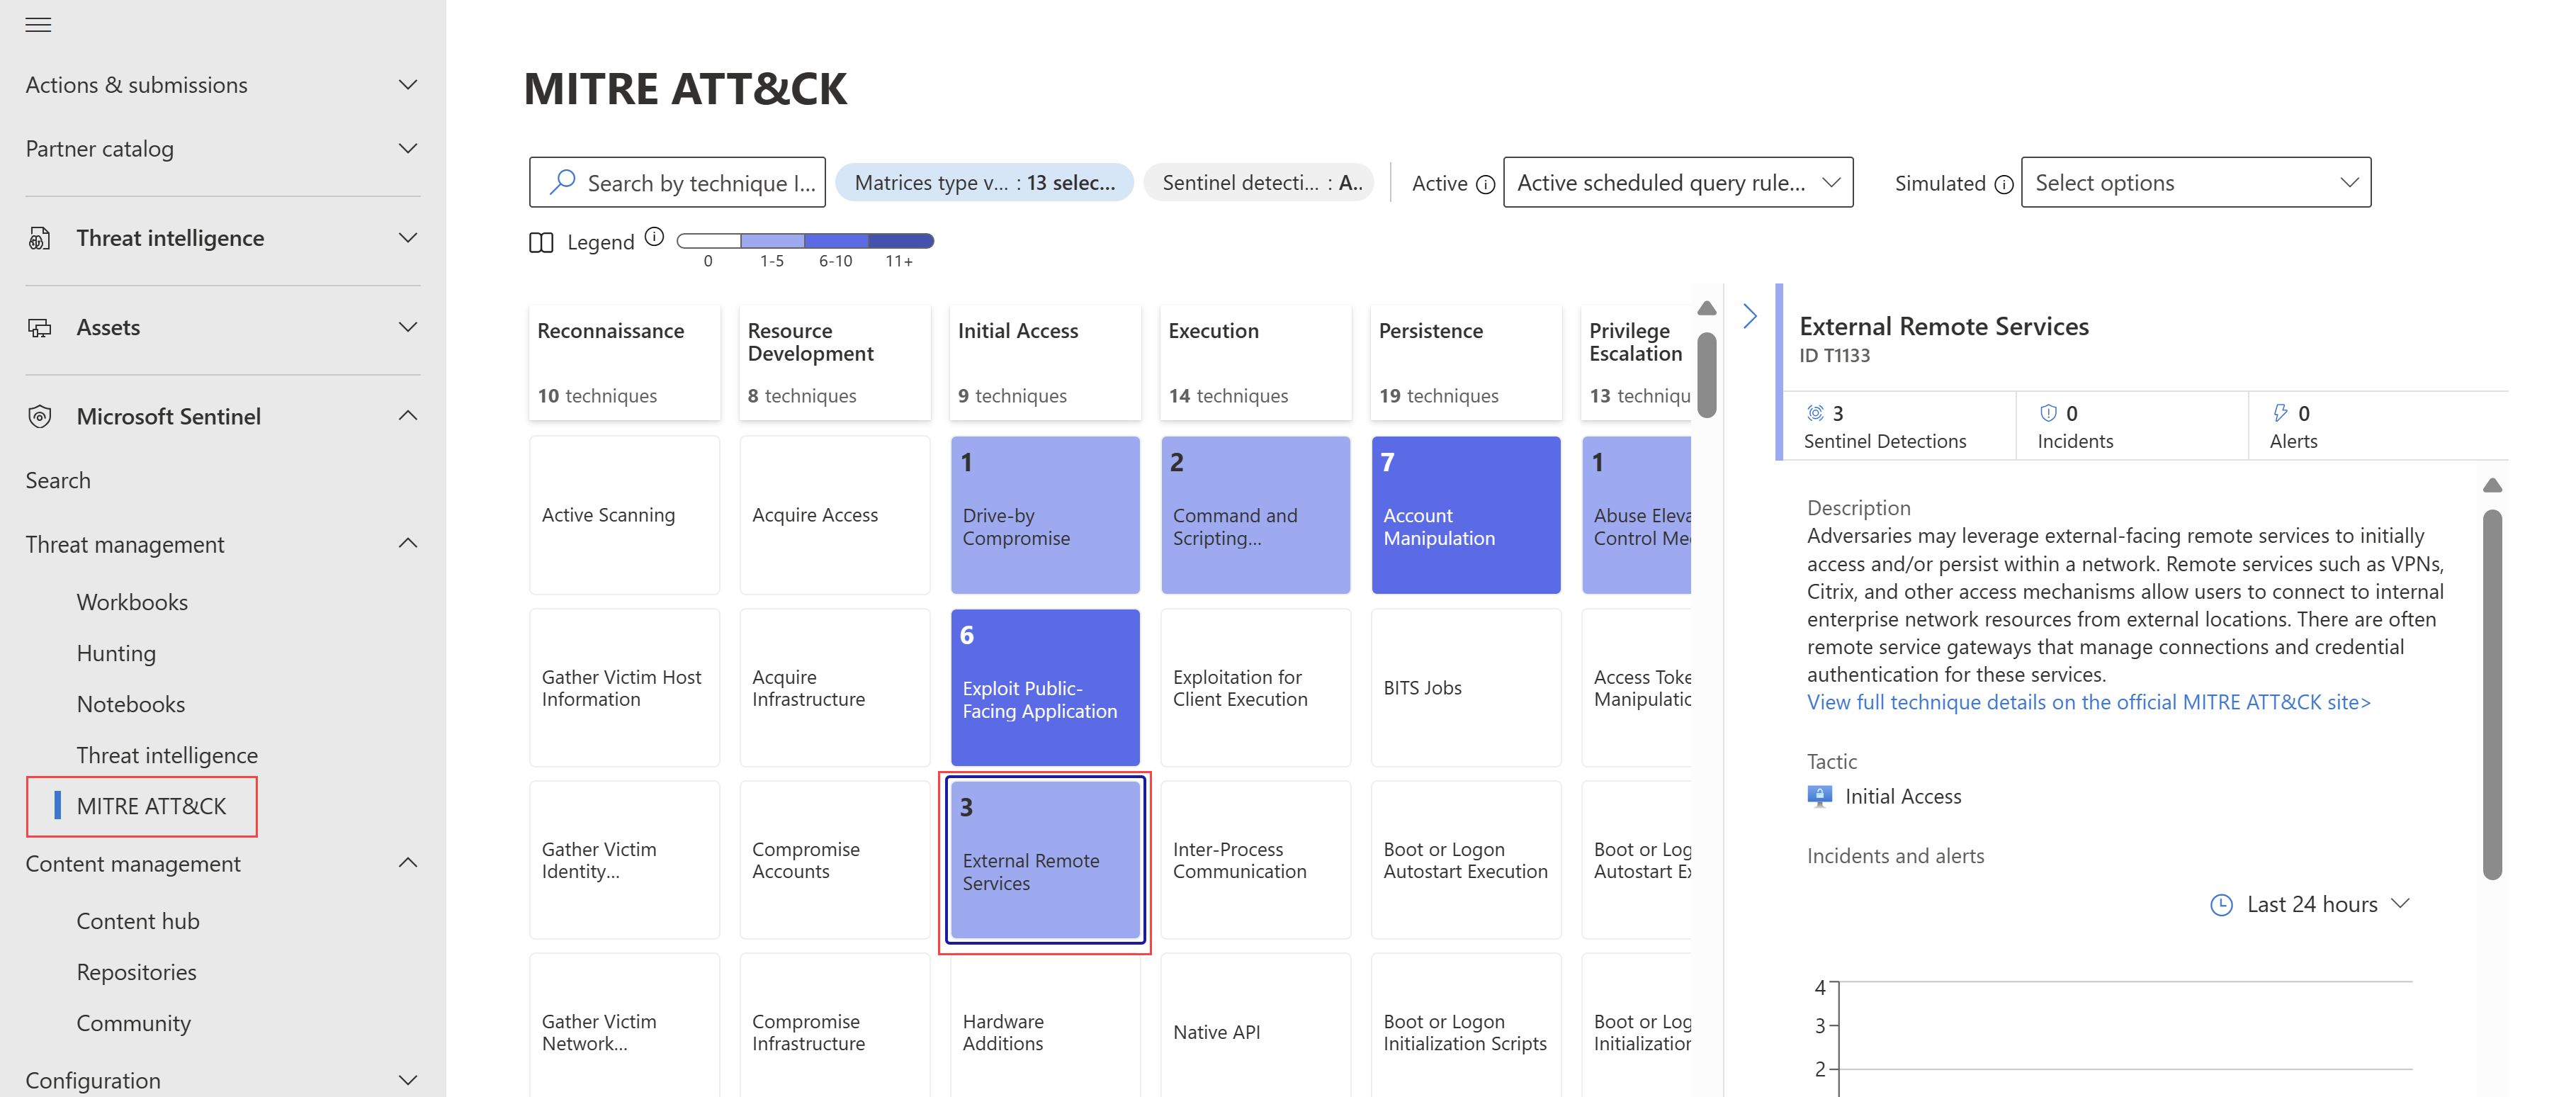 Actions & submissions
Partner catalog
Threat intelligence
Assets
Microsoft Sentinel
Search
Threat management
Workbooks
Hunting
Notebooks
Threat intelligence
MITRE ATT&CK
Content management
Content hub
Repositories
Community
Configuration
MITRE ATT&CK
Search by technique I...
Matrices type v... : 13 selec...
Sentinel detecti... : A..
Active
Active scheduled query rule...
Simulated
Select options
Legend
0 1-5 6-10 11+
Reconnaissance
10 techniques
Active Scanning
Gather Victim Host
Information
Gather Victim
Identity...
Gather Victim
Network...
Resource
Development
8 techniques
Acquire Access
Acquire
Infrastructure
Compromise
Accounts
Compromise
Infrastructure
Initial Access
9 techniques
1
Drive-by
Compromise
6
Exploit Public-
Facing Application
3
External Remote
Services
Hardware
Additions
Execution
14 techniques
2
Command and
Scripting...
Exploitation for
Client Execution
Inter-Process
Communication
Native API
Persistence
19 techniques
7
Account
Manipulation
BITS Jobs
Boot or Logon
Autostart Execution
Boot or Logon
Initialization Scripts
Privilege
Escalation
13 techniqu
1
Abuse Eleva
Control Me
Access Toke
Manipulatic
Boot or Log
Autostart E
Boot or Log
Initialization
External Remote Services
ID T1133
3
Sentinel Detections
0
Incidents
0
Alerts
Description
Adversaries may leverage external-facing remote services to initially
access and/or persist within a network. Remote services such as VPNs,
Citrix, and other access mechanisms allow users to connect to internal
enterprise network resources from external locations. There are often
remote service gateways that manage connections and credential
authentication for these services.
View full technique details on the official MITRE ATT&CK site>
Tactic
Initial Access
Incidents and alerts
Last 24 hours
4
3
2